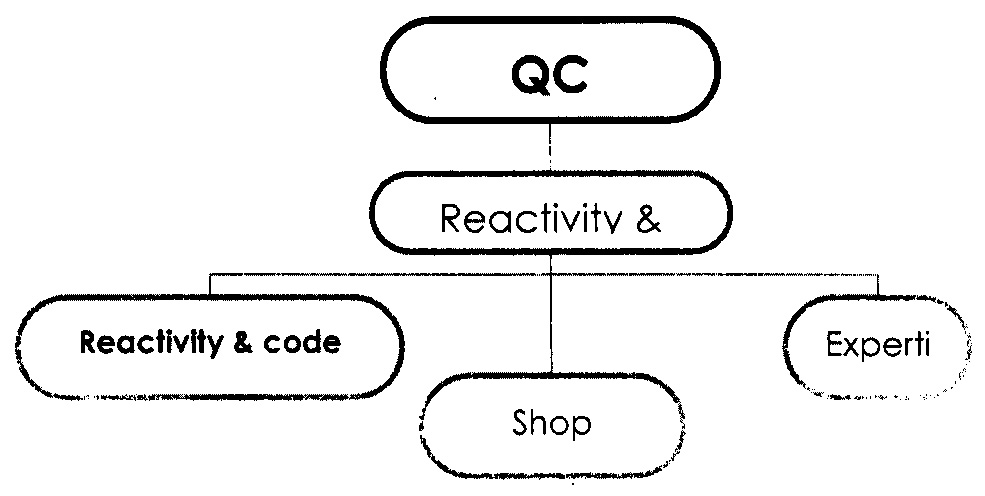 QC
Reactivity &
Reactivity & code
Experti
Shop